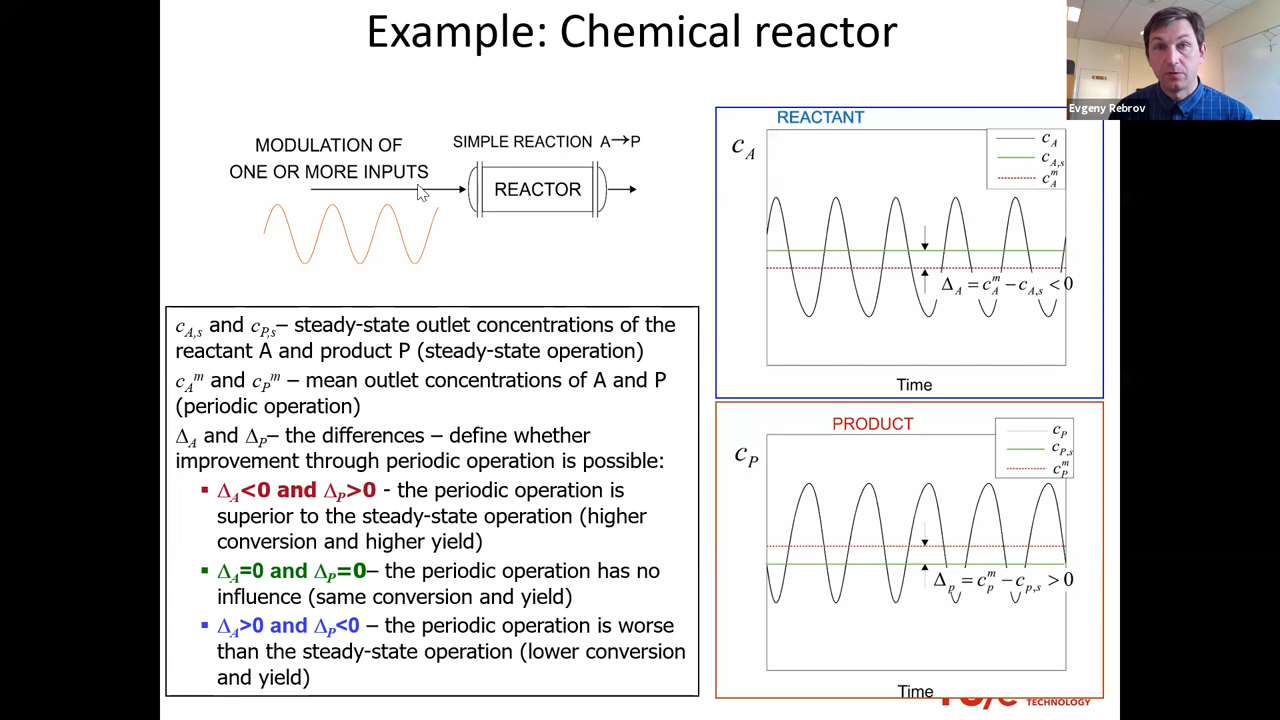 Example: Chemical reactor
Evgeny Rebrov
MODULATION OF
ONE OR MORE INPUTS
SIMPLE REACTION A→P
REACTOR
c_{A,s} and c_{P,s}– steady-state outlet concentrations of the
reactant A and product P (steady-state operation)
c_A^m and c_P^m – mean outlet concentrations of A and P
(periodic operation)
Δ_A and Δ_P– the differences – define whether
improvement through periodic operation is possible:
▪ Δ_A<0 and Δ_P>0 - the periodic operation is
superior to the steady-state operation (higher
conversion and higher yield)
▪ Δ_A=0 and Δ_P=0– the periodic operation has no
influence (same conversion and yield)
▪ Δ_A>0 and Δ_P<0 – the periodic operation is worse
than the steady-state operation (lower conversion
and yield)
REACTANT
c_A
c_A
c_{A,s}
c_A^m
Δ_A = c_A^m − c_{A,s} < 0
Time
PRODUCT
c_P
c_P
c_{P,s}
c_P^m
Δ_p = c_p^m − c_{p,s} > 0
Time
TECHNOLOGY